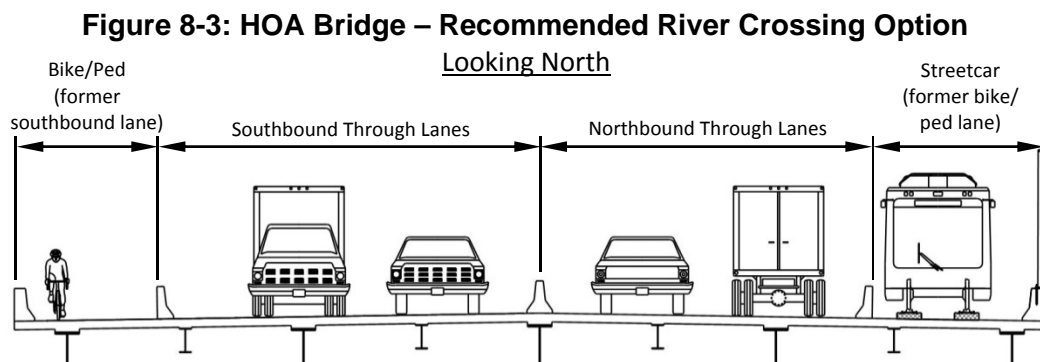 Figure 8-3: HOA Bridge – Recommended River Crossing Option
Looking North
Bike/Ped
(former
southbound lane)
Southbound Through Lanes
Northbound Through Lanes
Streetcar
(former bike/
ped lane)